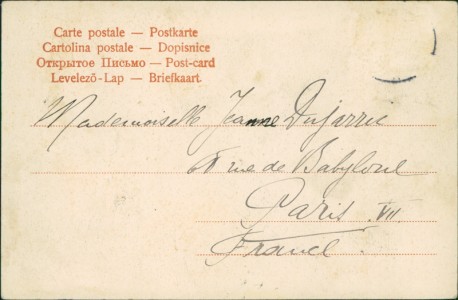 Carte postale — Postkarte
Cartolina postale — Dopisnice
Открытое Письмо — Post-card
Levelező-Lap — Briefkaart
Mademoiselle Jeanne Dujarric
68 rue de Babylone
Paris VII
France